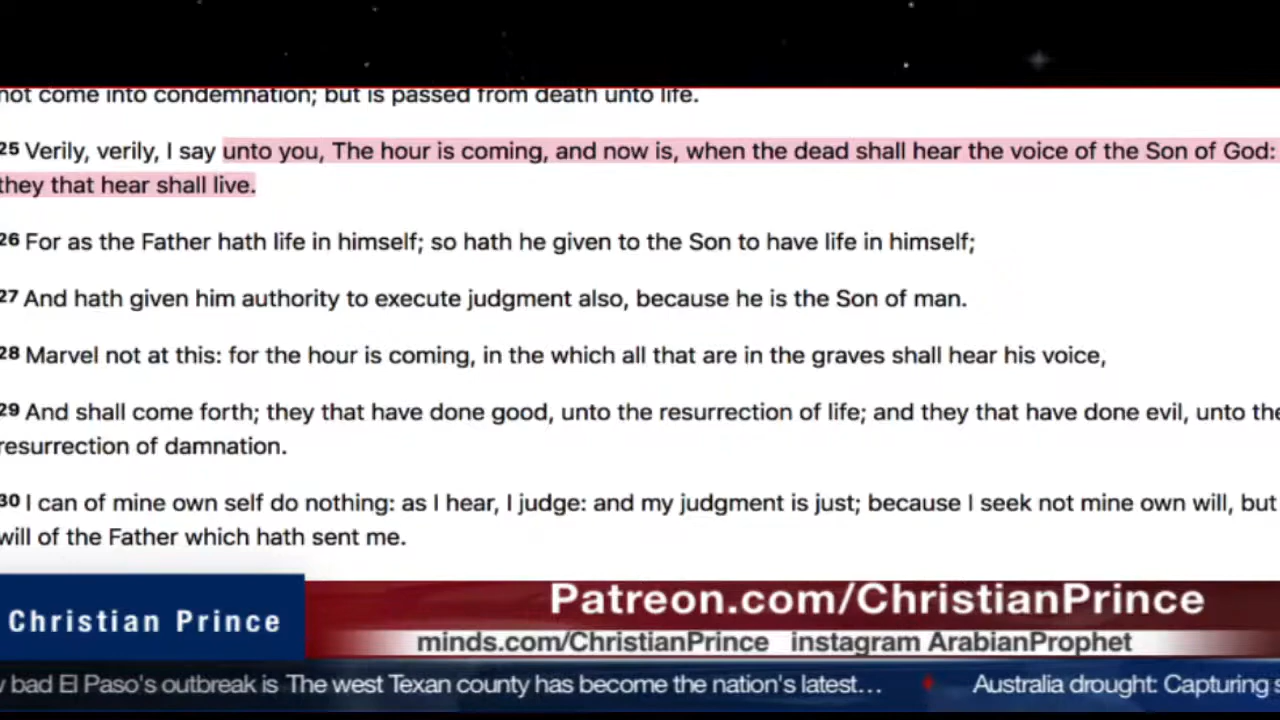 not come into condemnation; but is passed from death unto life.
25 Verily, verily, I say unto you, The hour is coming, and now is, when the dead shall hear the voice of the Son of God:
they that hear shall live.
26 For as the Father hath life in himself; so hath he given to the Son to have life in himself;
27 And hath given him authority to execute judgment also, because he is the Son of man.
28 Marvel not at this: for the hour is coming, in the which all that are in the graves shall hear his voice,
29 And shall come forth; they that have done good, unto the resurrection of life; and they that have done evil, unto the
resurrection of damnation.
30 I can of mine own self do nothing: as I hear, I judge: and my judgment is just; because I seek not mine own will, but
will of the Father which hath sent me.
Christian Prince
Patreon.com/ChristianPrince
minds.com/ChristianPrince instagram ArabianProphet
bad El Paso's outbreak is The west Texan county has become the nation's latest... Australia drought: Capturing